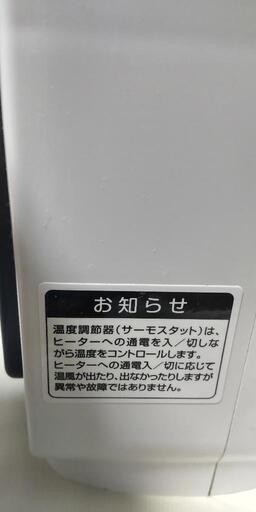 お知らせ
温度調節器(サーモスタット)は、
ヒーターへの通電を入／切しな
がら温度をコントロールします。
ヒーターへの通電入／切に応じて
温風が出たり、出なかったりしますが
異常や故障ではありません。